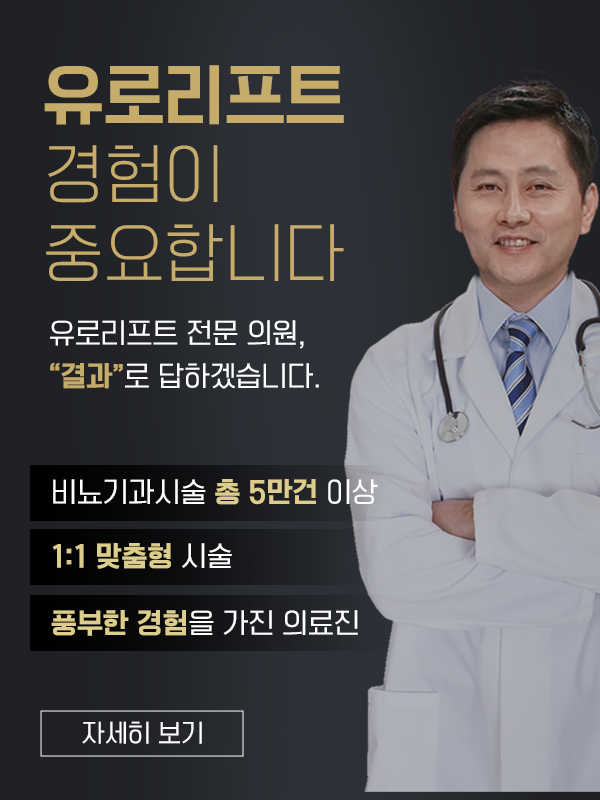 유로리프트
경험이
중요합니다
유로리프트 전문 의원,
“결과”로 답하겠습니다.
비뇨기과시술 총 5만건 이상
1:1 맞춤형 시술
풍부한 경험을 가진 의료진
자세히 보기